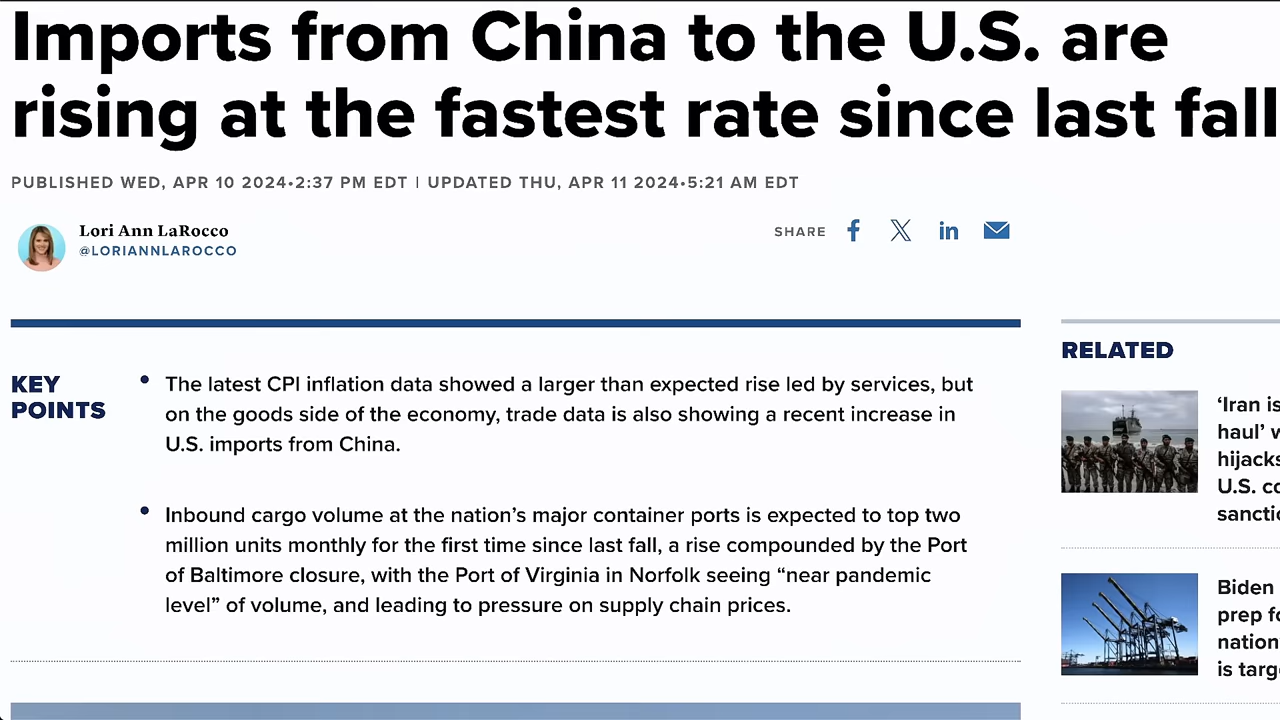 Imports from China to the U.S. are
rising at the fastest rate since last fall
PUBLISHED WED, APR 10 2024•2:37 PM EDT | UPDATED THU, APR 11 2024•5:21 AM EDT
Lori Ann LaRocco
@LORIANNLAROCCO
SHARE
KEY
POINTS
• The latest CPI inflation data showed a larger than expected rise led by services, but
on the goods side of the economy, trade data is also showing a recent increase in
U.S. imports from China.
• Inbound cargo volume at the nation’s major container ports is expected to top two
million units monthly for the first time since last fall, a rise compounded by the Port
of Baltimore closure, with the Port of Virginia in Norfolk seeing “near pandemic
level” of volume, and leading to pressure on supply chain prices.
RELATED
‘Iran is
haul’ w
hijacks
U.S. co
sanctio
Biden
prep fo
nation
is targ